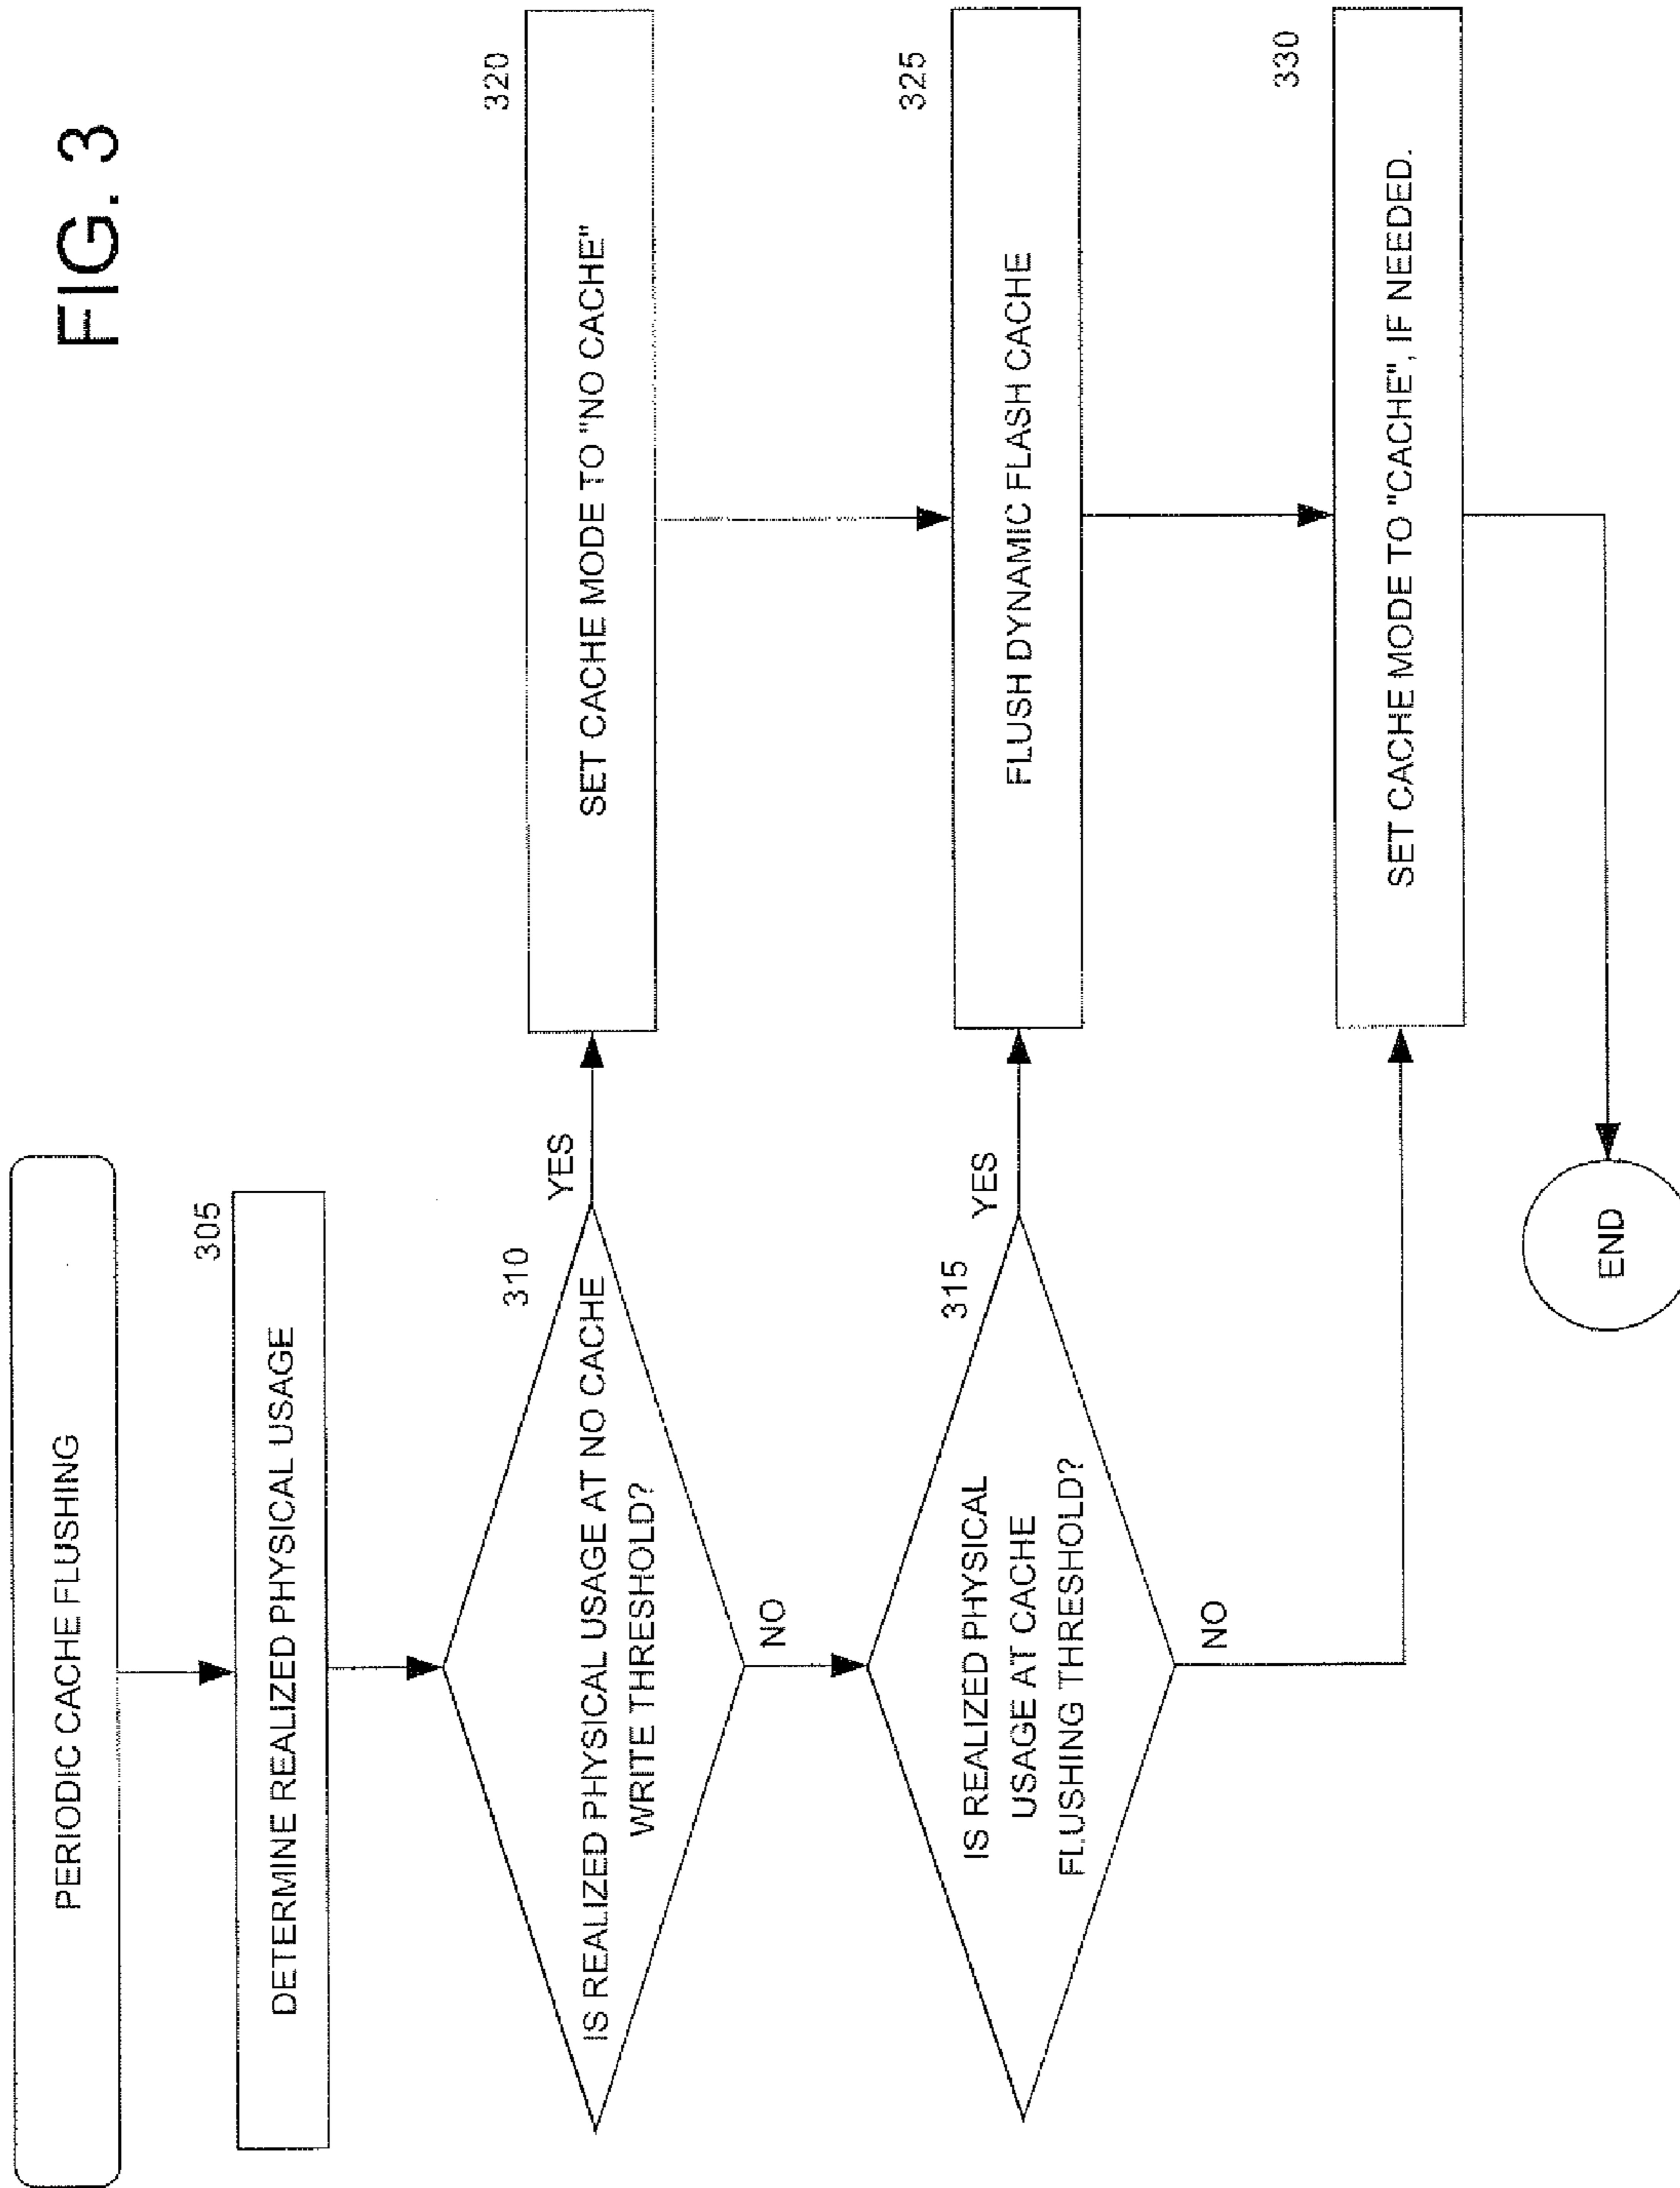 FIG. 3
PERIODIC CACHE FLUSHING
305
DETERMINE REALIZED PHYSICAL USAGE
310
IS REALIZED PHYSICAL USAGE AT NO CACHE
WRITE THRESHOLD?
YES
NO
320
SET CACHE MODE TO "NO CACHE"
315
IS REALIZED PHYSICAL
USAGE AT CACHE
FLUSHING THRESHOLD?
YES
NO
325
FLUSH DYNAMIC FLASH CACHE
330
SET CACHE MODE TO "CACHE", IF NEEDED.
END